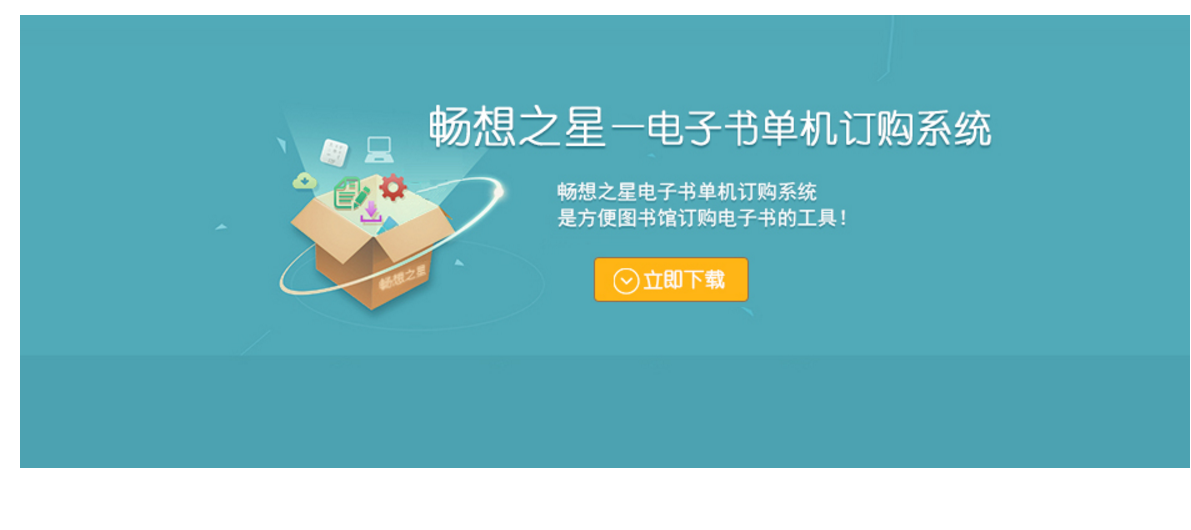 畅想之星一电子书单机订购系统
畅想之星电子书单机订购系统
是方便图书馆订购电子书的工具！
立即下载
畅想之星